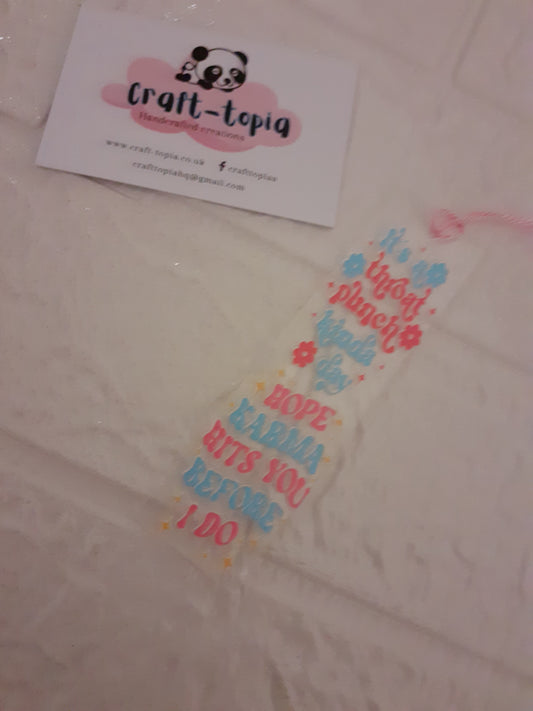 Craft-topia
Handcrafted creations
www.craft-topia.co.uk
crafttopiahq@gmail.com
It's a
throat
punch
kinda
day
HOPE
KARMA
HITS YOU
BEFORE
I DO